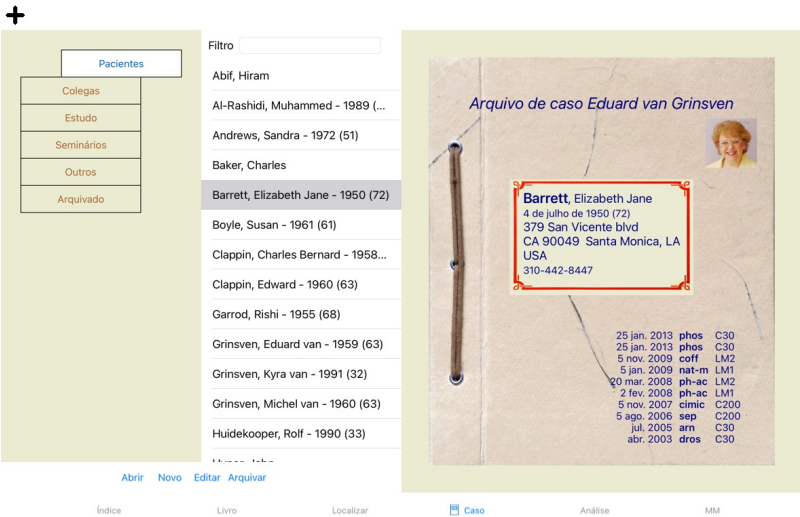 Pacientes
Colegas
Estudo
Seminários
Outros
Arquivado
Filtro
Abif, Hiram
Al-Rashidi, Muhammed - 1989 (...
Andrews, Sandra - 1972 (51)
Baker, Charles
Barrett, Elizabeth Jane - 1950 (72)
Boyle, Susan - 1961 (61)
Clappin, Charles Bernard - 1958...
Clappin, Edward - 1960 (63)
Garrod, Rishi - 1955 (68)
Grinsven, Eduard van - 1959 (63)
Grinsven, Kyra van - 1991 (32)
Grinsven, Michel van - 1960 (63)
Huidekooper, Rolf - 1990 (33)
Abrir Novo Editar Arquivar
Arquivo de caso Eduard van Grinsven
Barrett, Elizabeth Jane
4 de julho de 1950 (72)
379 San Vicente blvd
CA 90049 Santa Monica, LA
USA
310-442-8447
25 jan. 2013 phos C30
25 jan. 2013 phos C30
5 nov. 2009 coff LM2
5 jan. 2009 nat-m LM1
20 mar. 2008 ph-ac LM2
2 fev. 2008 ph-ac LM1
5 nov. 2007 cimic C200
5 ago. 2006 sep C200
jul. 2005 arn C30
abr. 2003 dros C30
Índice Livro Localizar Caso Análise MM